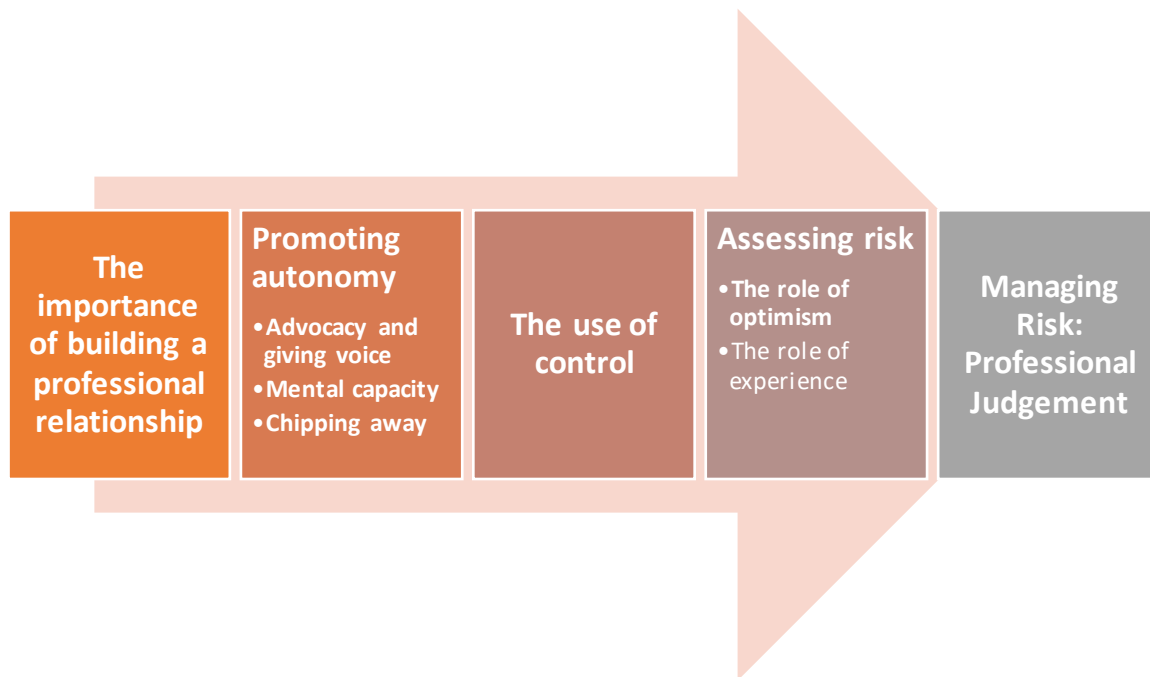 The
importance
of building a
professional
relationship
Promoting
autonomy
•Advocacy and
giving voice
•Mental capacity
•Chipping away
The use of
control
Assessing risk
•The role of
optimism
•The role of
experience
Managing
Risk:
Professional
Judgement